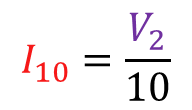 I₁₀ = V₂/10